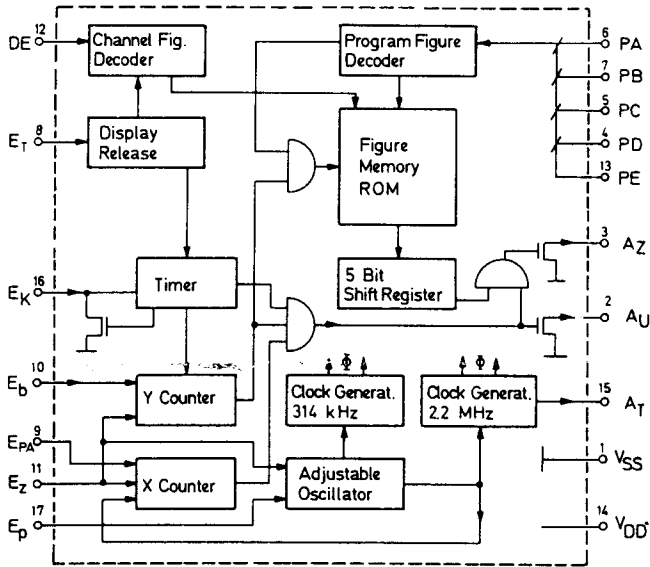 12
DE
Channel Fig.
Decoder
Program Figure
Decoder
6
PA
7
PB
5
PC
4
PD
13
PE
8
E_T
Display
Release
Figure
Memory
ROM
3
A_Z
16
E_K
Timer
5 Bit
Shift Register
2
A_U
10
E_b
Y Counter
Φ
Clock Generat.
314 kHz
Φ
Clock Generat.
2.2 MHz
15
A_T
9
E_PA
11
E_Z
X Counter
Adjustable
Oscillator
1
V_SS
17
E_p
14
V_DD